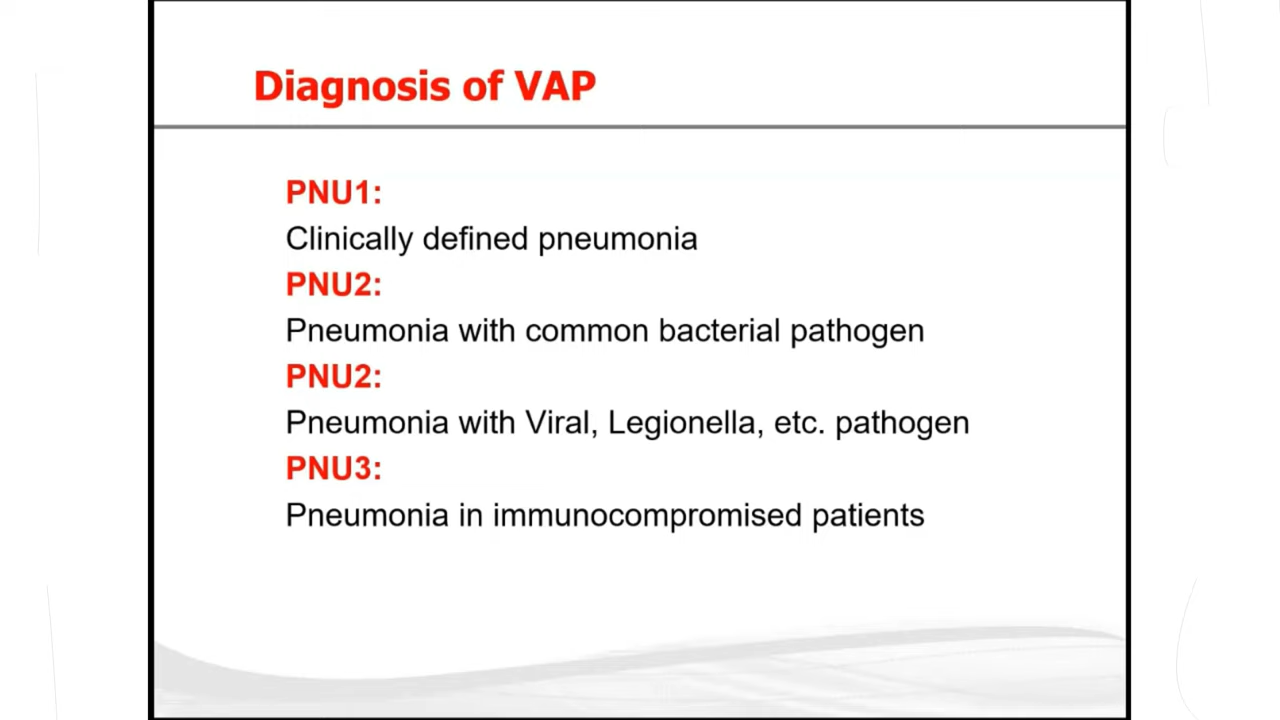 Diagnosis of VAP
PNU1:
Clinically defined pneumonia
PNU2:
Pneumonia with common bacterial pathogen
PNU2:
Pneumonia with Viral, Legionella, etc. pathogen
PNU3:
Pneumonia in immunocompromised patients